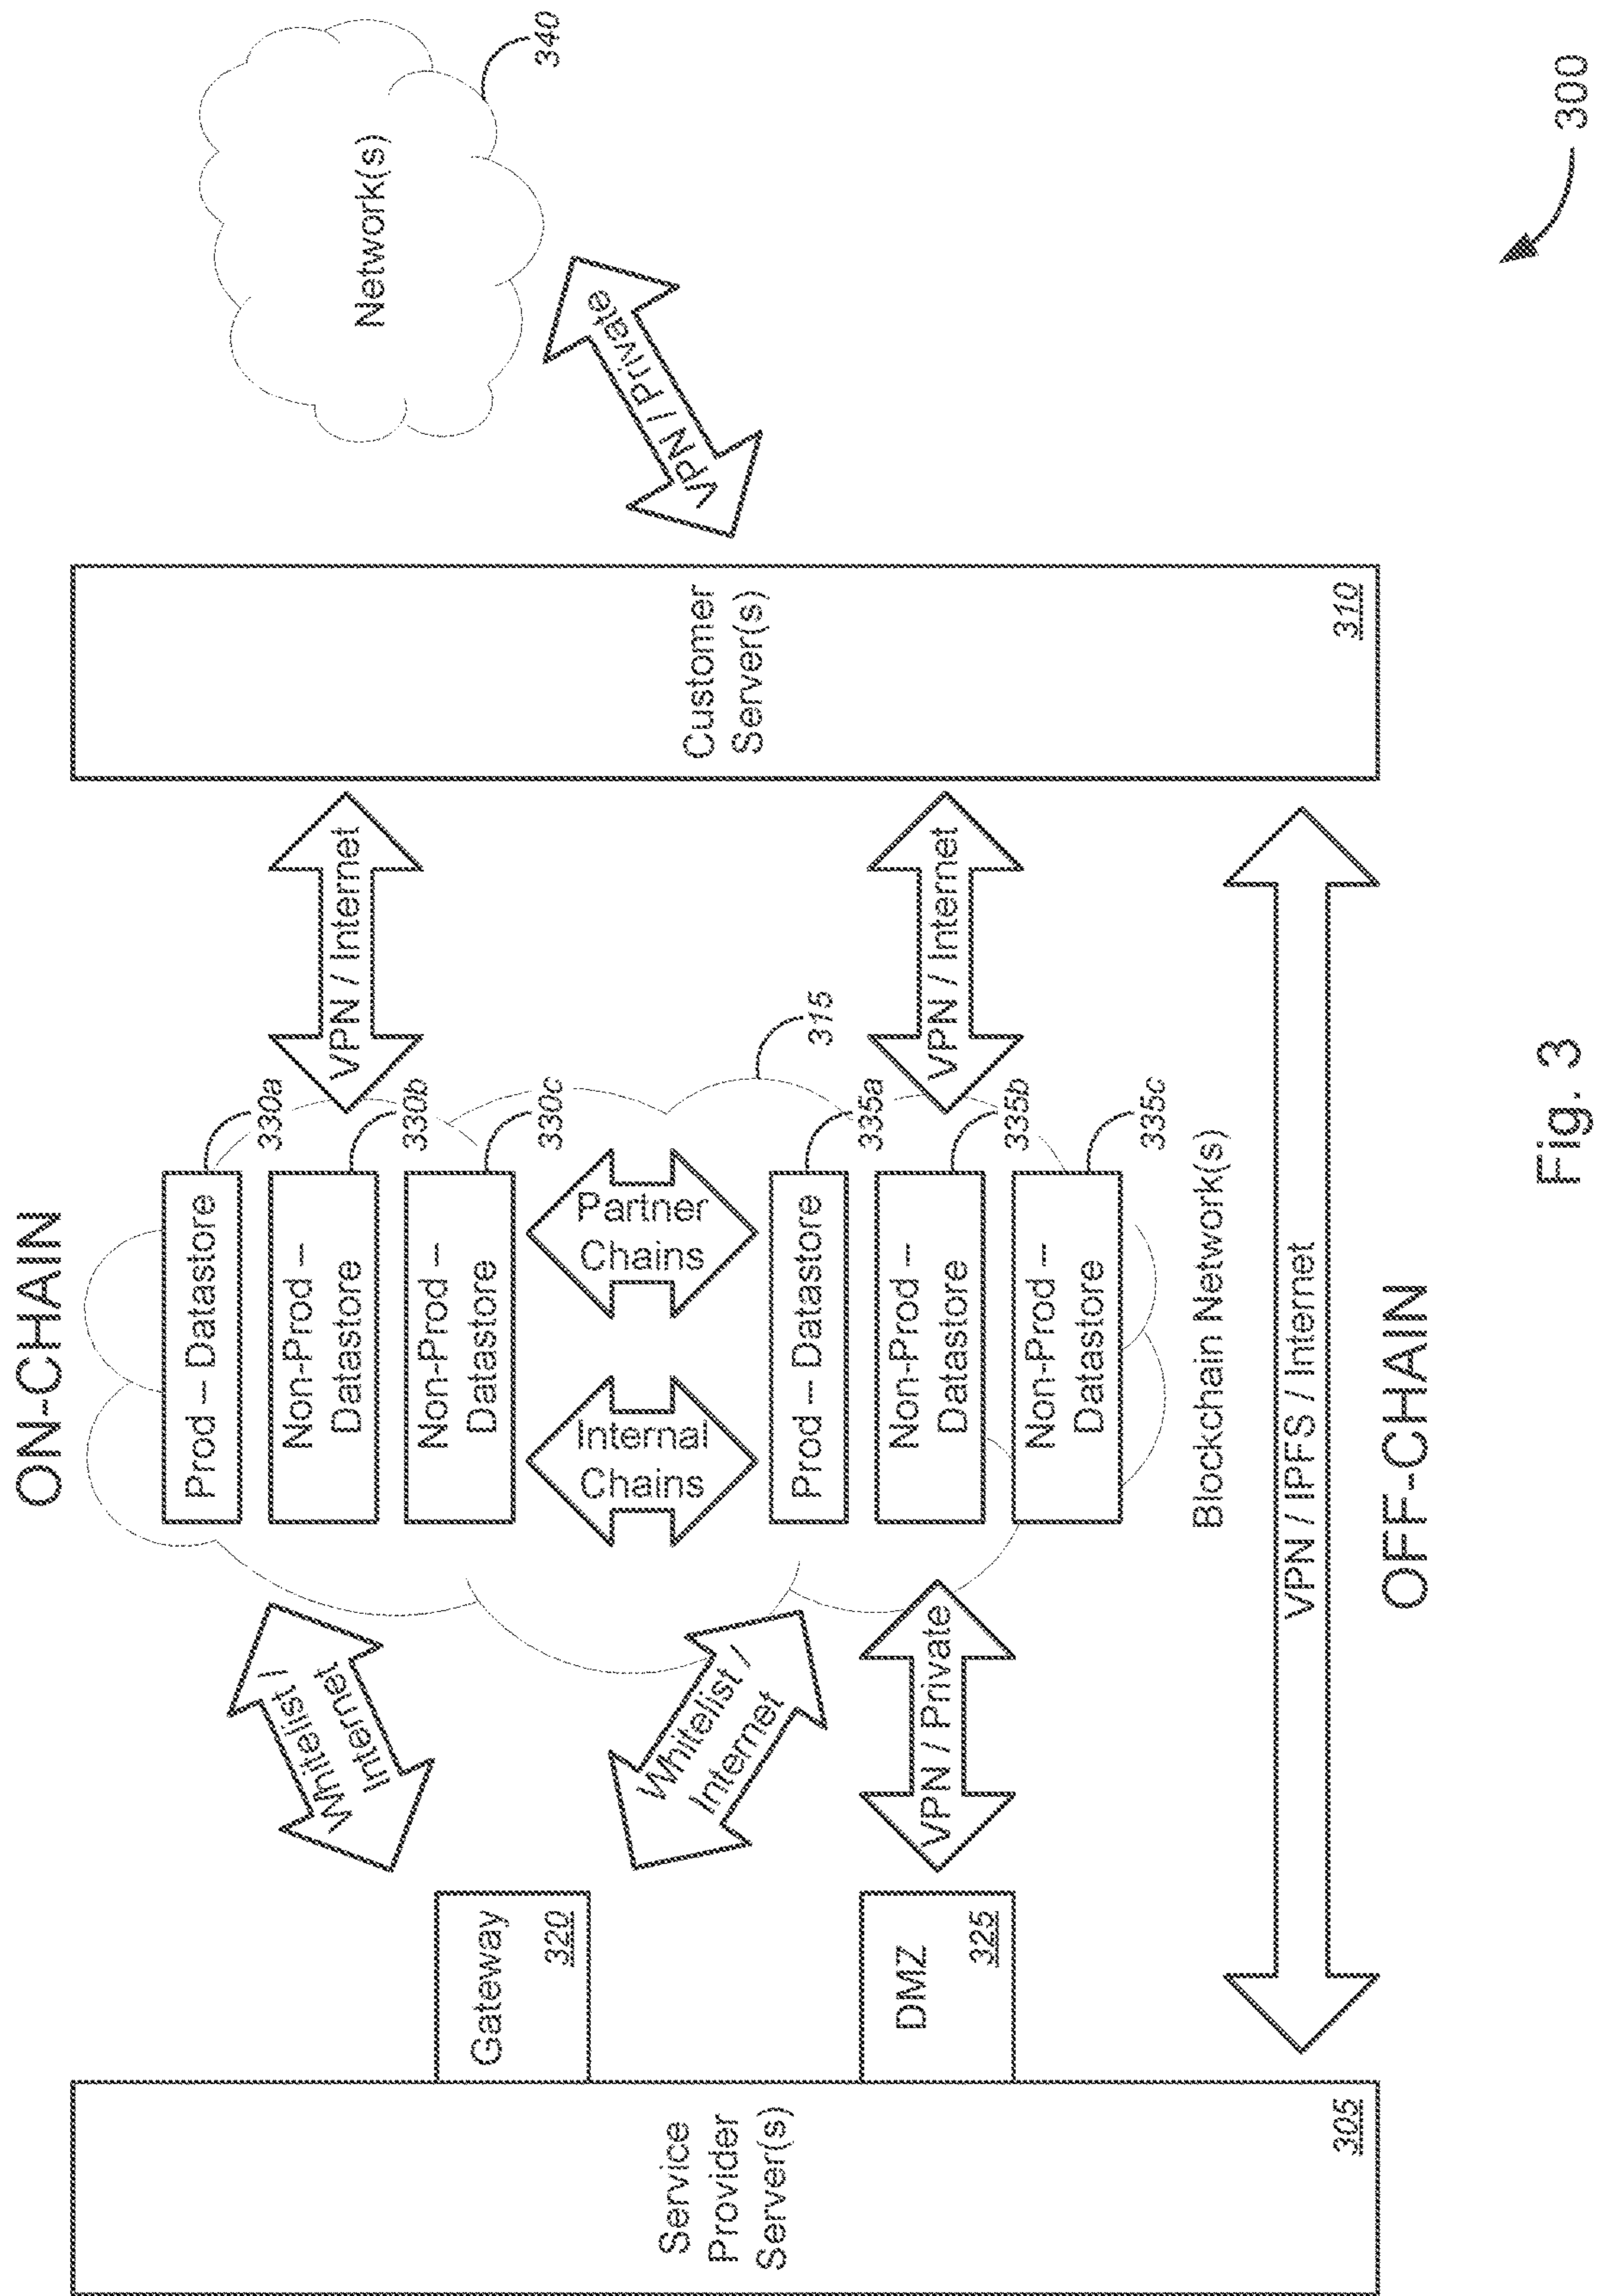 ON-CHAIN
Service
Provider
Server(s)
305
Gateway
320
DMZ
325
Whitelist /
Internet
Whitelist /
Internet
VPN / Private
Prod – Datastore
330a
Non-Prod –
Datastore
330b
Non-Prod –
Datastore
330c
Internal
Chains
Partner
Chains
315
Prod – Datastore
335a
Non-Prod –
Datastore
335b
Non-Prod –
Datastore
335c
Blockchain Network(s)
VPN / Internet
VPN / Internet
Customer
Server(s)
310
VPN / Private
Network(s)
340
VPN / IPFS / Internet
OFF-CHAIN
300
Fig. 3